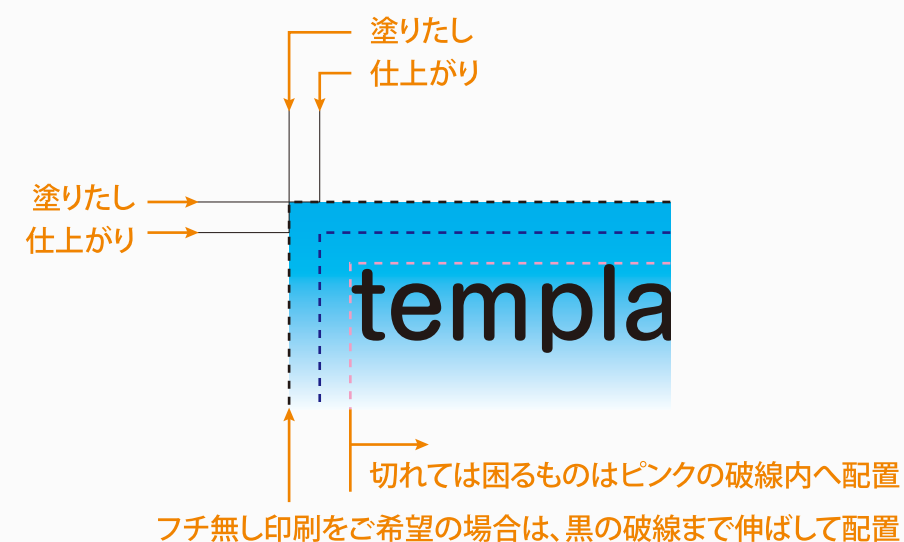 塗りたし
仕上がり
塗りたし
仕上がり
templa
切れては困るものはピンクの破線内へ配置
フチ無し印刷をご希望の場合は、黒の破線まで伸ばして配置